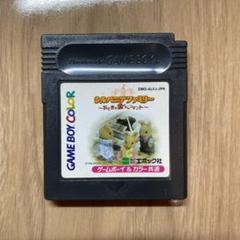 GAME BOY COLOR
シルバニアファミリー
～おとぎの国のペンダント～
エポック社
ゲームボーイ＆カラー共通